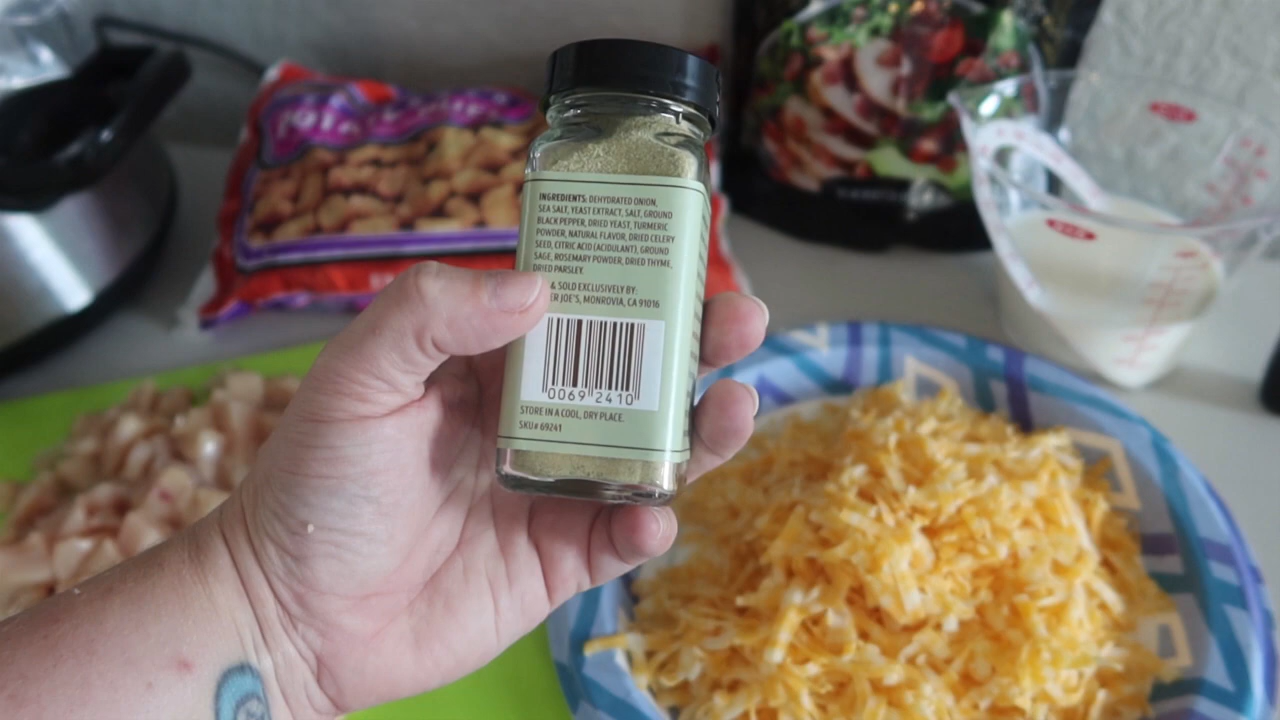 INGREDIENTS: DEHYDRATED ONION,
SEA SALT, YEAST EXTRACT, SALT, GROUND
BLACK PEPPER, DRIED YEAST, TURMERIC
POWDER, NATURAL FLAVOR, DRIED CELERY
SEED, CITRIC ACID (ACIDULANT), GROUND
SAGE, ROSEMARY POWDER, DRIED THYME,
DRIED PARSLEY.
& SOLD EXCLUSIVELY BY:
ER JOE'S, MONROVIA, CA 91016
0069 2410
STORE IN A COOL, DRY PLACE.
SKU# 69241
OXO
OXO